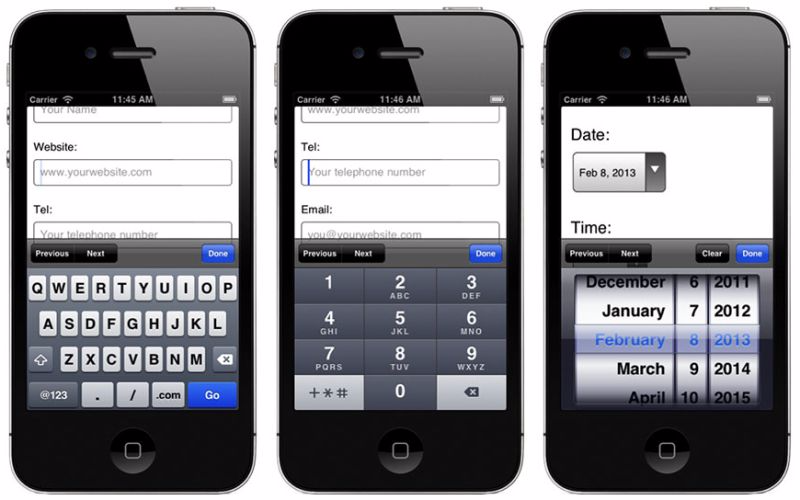 Carrier 11:45 AM
Your Name
Website:
www.yourwebsite.com
Tel:
Your telephone number
Previous Next Done
Q W E R T Y U I O P
A S D F G H J K L
Z X C V B N M
@123 . / .com Go
Carrier 11:46 AM
www.yourwebsite.com
Tel:
Your telephone number
Email:
you@yourwebsite.com
Previous Next Done
1 2 3
ABC DEF
4 5 6
GHI JKL MNO
7 8 9
PQRS TUV WXYZ
+*# 0
Carrier 11:46 AM
Date:
Feb 8, 2013
Time:
Previous Next Clear Done
December 6 2011
January 7 2012
February 8 2013
March 9 2014
April 10 2015